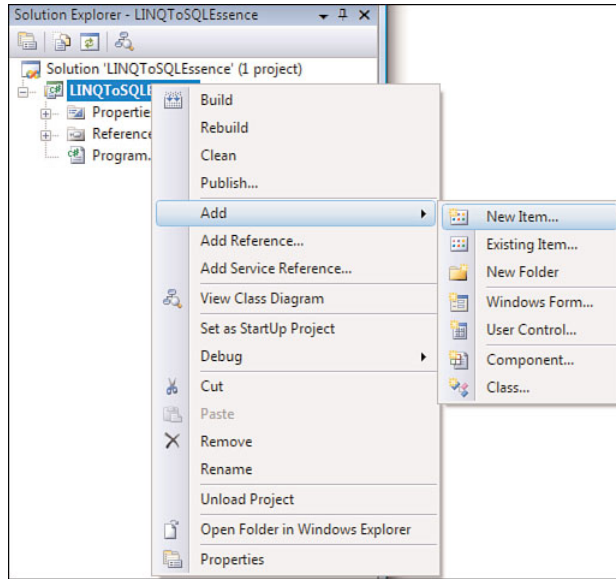 Solution Explorer - LINQToSQLEssence
Solution 'LINQToSQLEssence' (1 project)
LINQToSQLE
Propertie
Reference
Program.
Build
Rebuild
Clean
Publish...
Add
Add Reference...
Add Service Reference...
View Class Diagram
Set as StartUp Project
Debug
Cut
Paste
Remove
Rename
Unload Project
Open Folder in Windows Explorer
Properties
New Item...
Existing Item...
New Folder
Windows Form...
User Control...
Component...
Class...